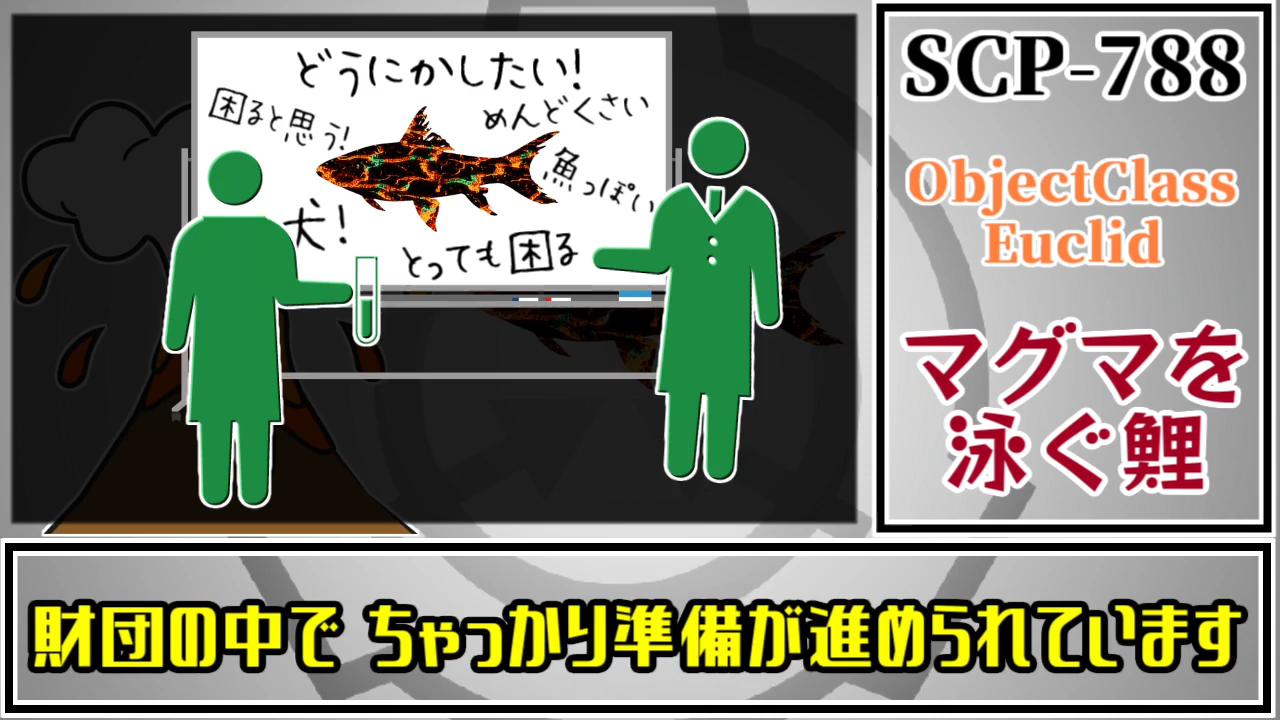 どうにかしたい!
困ると思う!
めんどくさい
魚っぽい
犬!
とっても困る
SCP-788
ObjectClass
Euclid
マグマを
泳ぐ鯉
財団の中で ちゃっかり準備が進められています